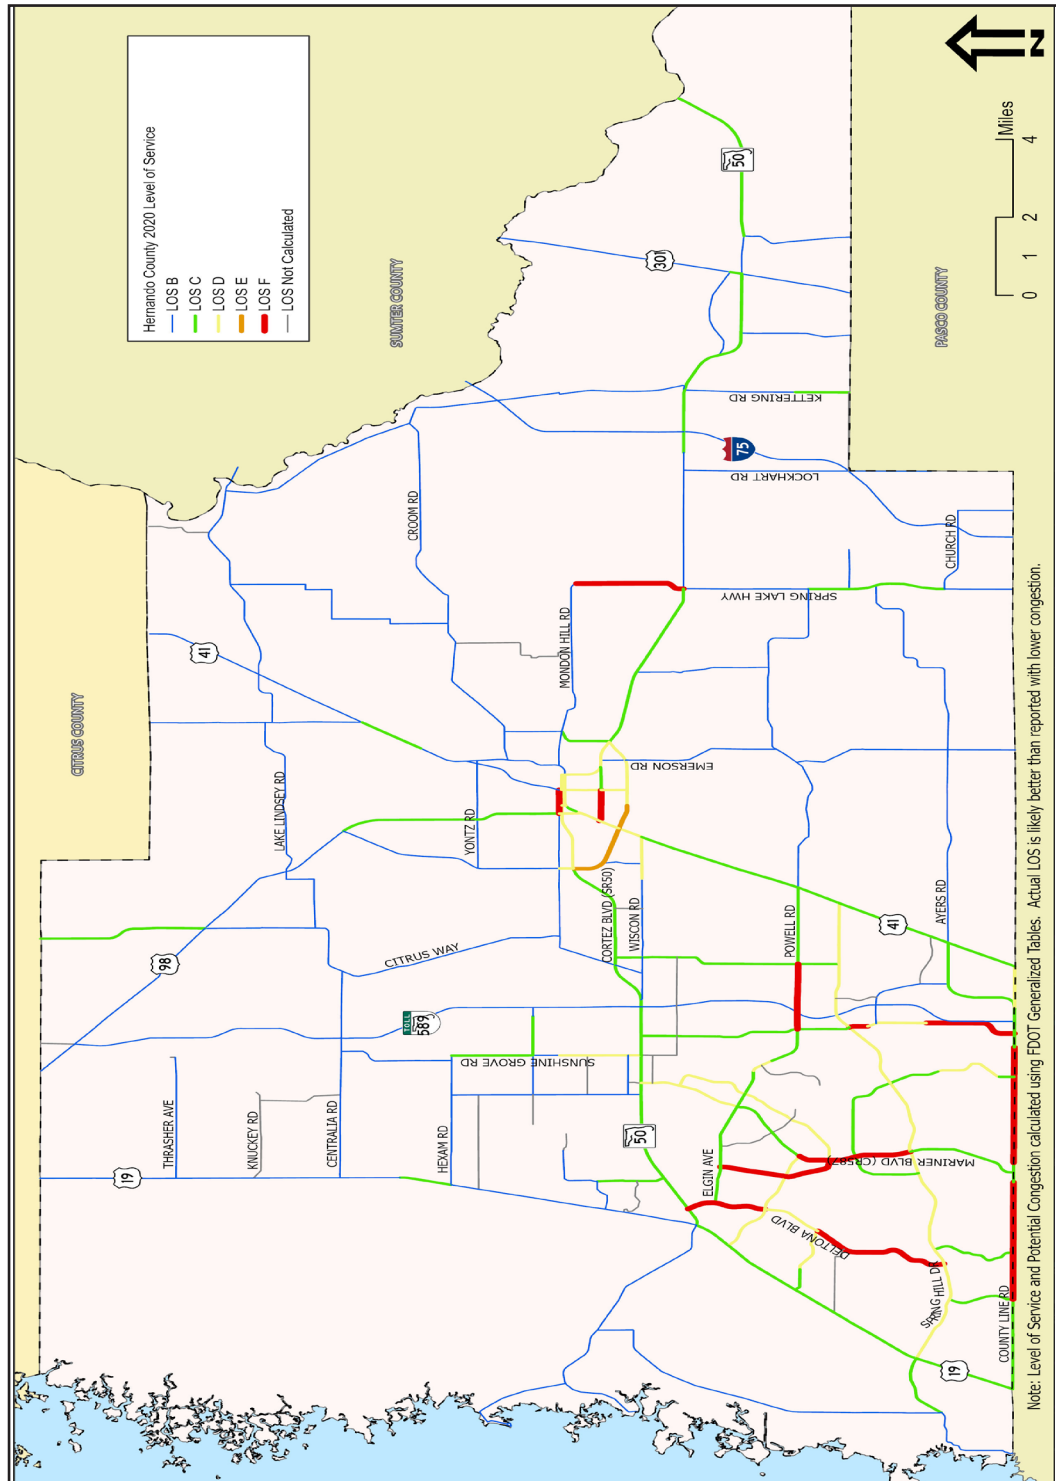 Hernando County 2020 Level of Service
LOS B
LOS C
LOS D
LOS E
LOS F
LOS Not Calculated
CITRUS COUNTY
SUMTER COUNTY
PASCO COUNTY
N
0 1 2 4
Miles
41
98
TOLL
589
19
50
301
50
75
41
19
LAKE LINDSEY RD
CROOM RD
YONTZ RD
MONDON HILL RD
CITRUS WAY
THRASHER AVE
KNUCKEY RD
CENTRALIA RD
HEXAM RD
SUNSHINE GROVE RD
CORTEZ BLVD (SR50)
WISCON RD
EMERSON RD
KETTERING RD
LOCKHART RD
SPRING LAKE HWY
CHURCH RD
POWELL RD
AYERS RD
ELGIN AVE
DELTONA BLVD
MARINER BLVD (CR587)
SPRING HILL DR
COUNTY LINE RD
Note: Level of Service and Potential Congestion calculated using FDOT Generalized Tables. Actual LOS is likely better than reported with lower congestion.